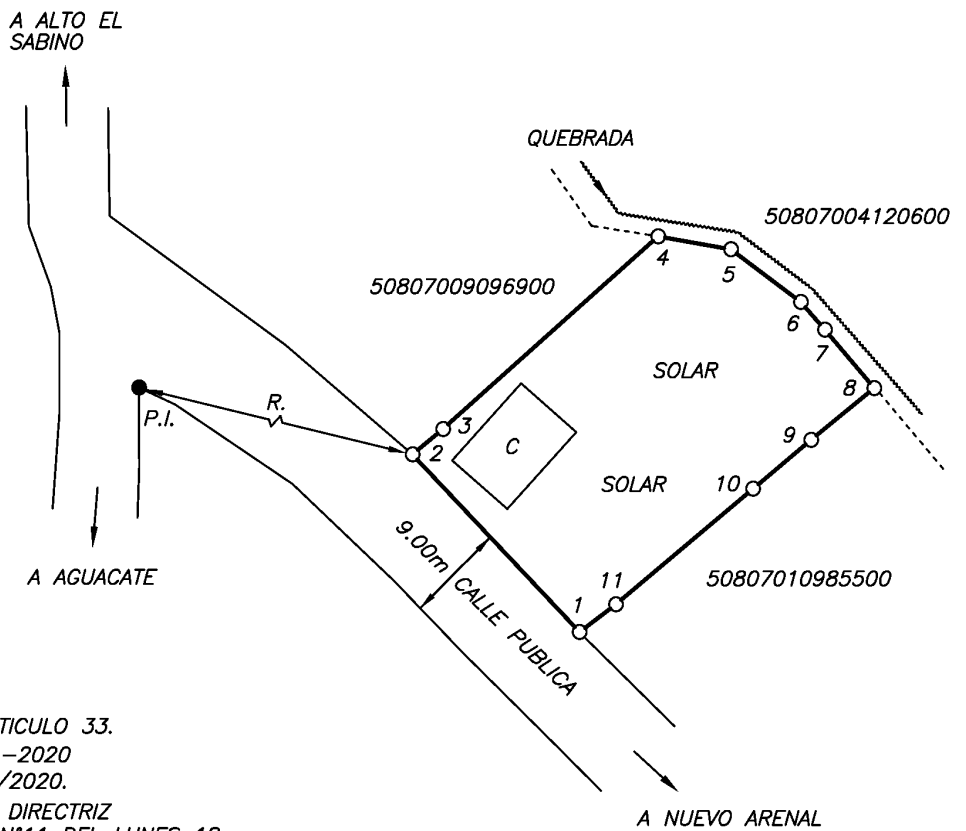 A ALTO EL
SABINO
QUEBRADA
50807004120600
4
5
50807009096900
6
7
SOLAR
8
P.I.
R.
3
2
C
9
SOLAR
10
9.00m CALLE PUBLICA
A AGUACATE
11
50807010985500
1
TICULO 33.
-2020
/2020.
DIRECTRIZ
A NUEVO ARENAL